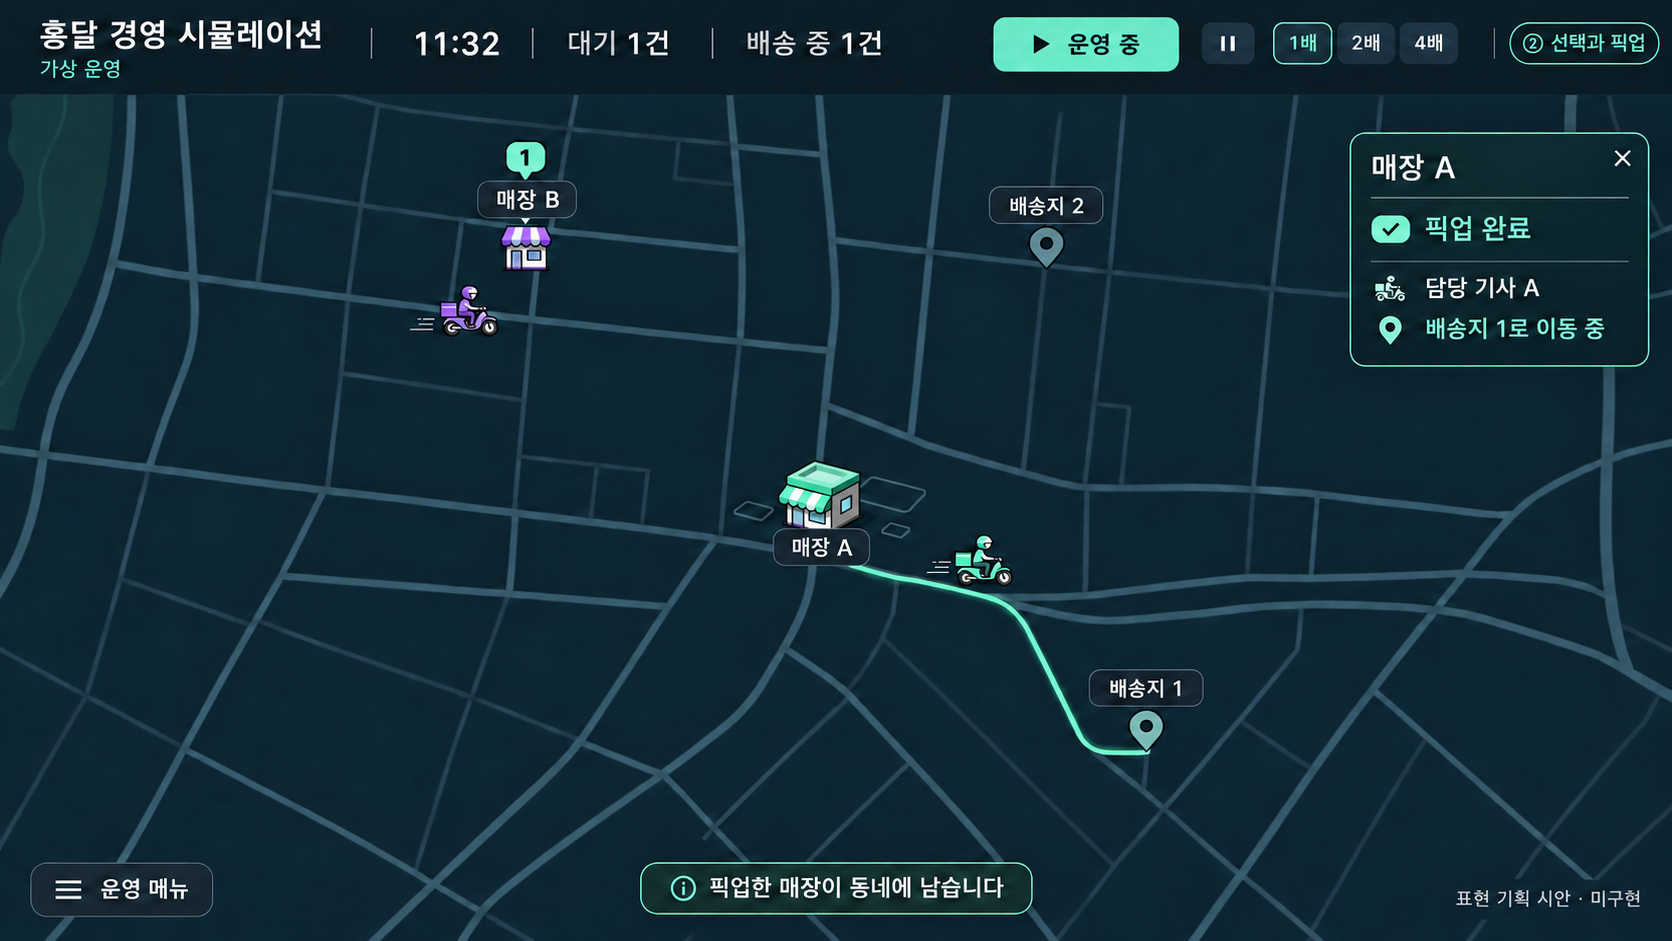 홍달 경영 시뮬레이션
가상 운영
11:32
대기 1건
배송 중 1건
운영 중
1배
2배
4배
② 선택과 픽업
1
매장 B
배송지 2
매장 A
픽업 완료
담당 기사 A
배송지 1로 이동 중
매장 A
배송지 1
운영 메뉴
픽업한 매장이 동네에 남습니다
표현 기획 시안 · 미구현